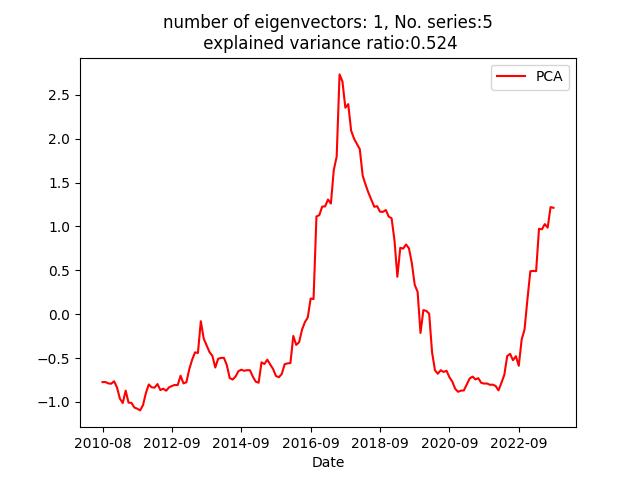 number of eigenvectors: 1, No. series:5
explained variance ratio:0.524
PCA
2.5
2.0
1.5
1.0
0.5
0.0
−0.5
−1.0
2010-08 2012-09 2014-09 2016-09 2018-09 2020-09 2022-09
Date